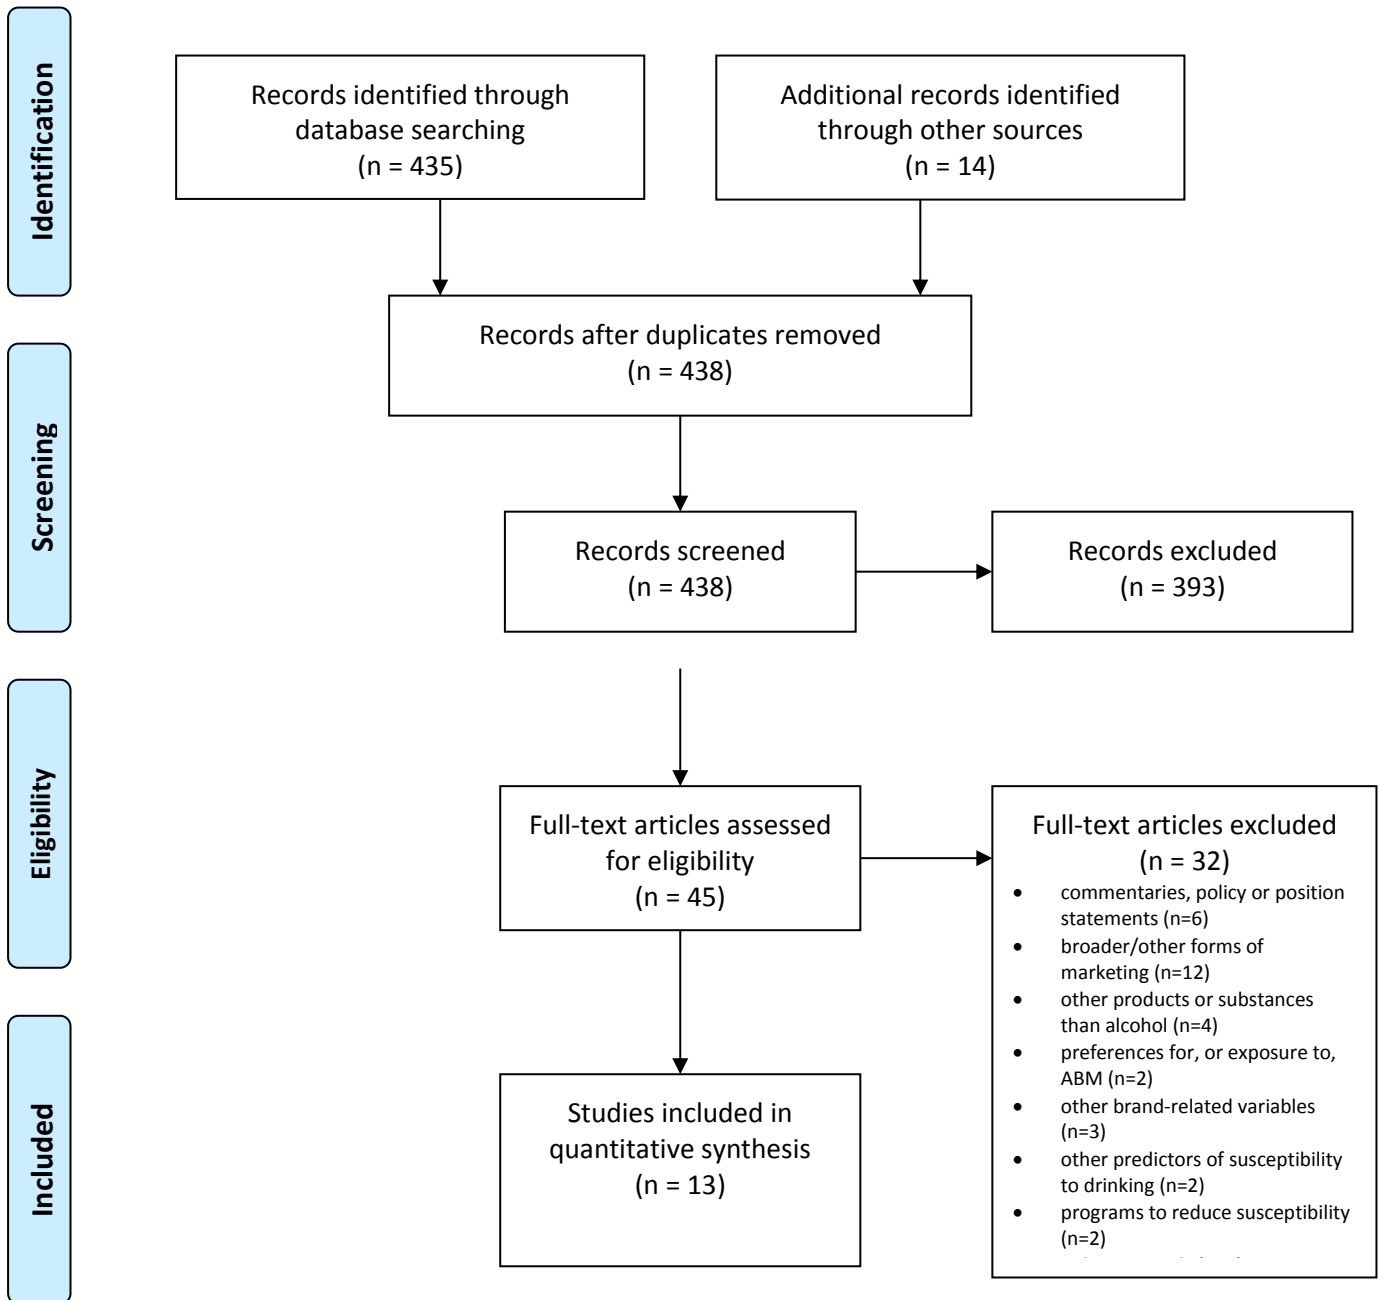 Identification
Records identified through
database searching
(n = 435)
Additional records identified
through other sources
(n = 14)
Records after duplicates removed
(n = 438)
Screening
Records screened
(n = 438)
Records excluded
(n = 393)
Eligibility
Full-text articles assessed
for eligibility
(n = 45)
Full-text articles excluded
(n = 32)
• commentaries, policy or position
statements (n=6)
• broader/other forms of
marketing (n=12)
• other products or substances
than alcohol (n=4)
• preferences for, or exposure to,
ABM (n=2)
• other brand-related variables
(n=3)
• other predictors of susceptibility
to drinking (n=2)
• programs to reduce susceptibility
(n=2)
Included
Studies included in
quantitative synthesis
(n = 13)